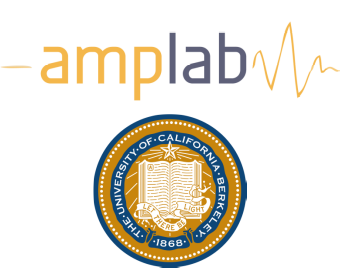 amplab
THE·UNIVERSITY·OF·CALIFORNIA·BERKELEY·
A
LET THERE BE LIGHT
·1868·